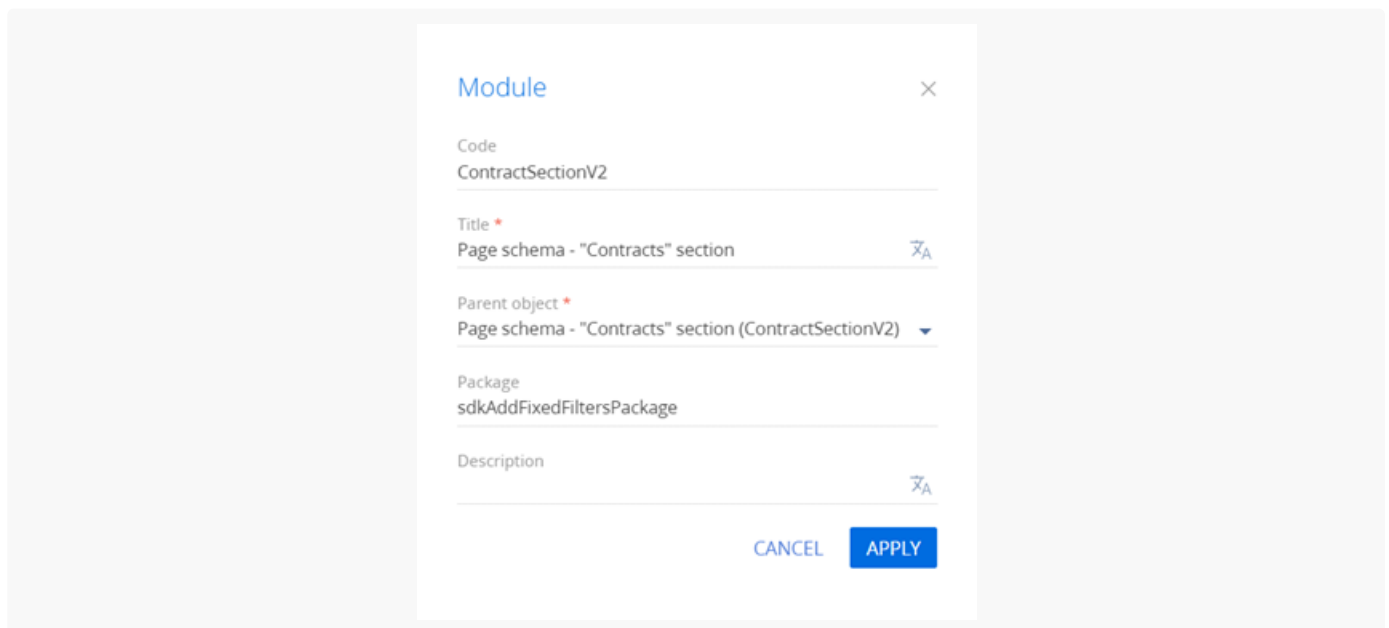 Module
Code
ContractSectionV2
Title *
Page schema - "Contracts" section
Parent object *
Page schema - "Contracts" section (ContractSectionV2)
Package
sdkAddFixedFiltersPackage
Description
CANCEL APPLY